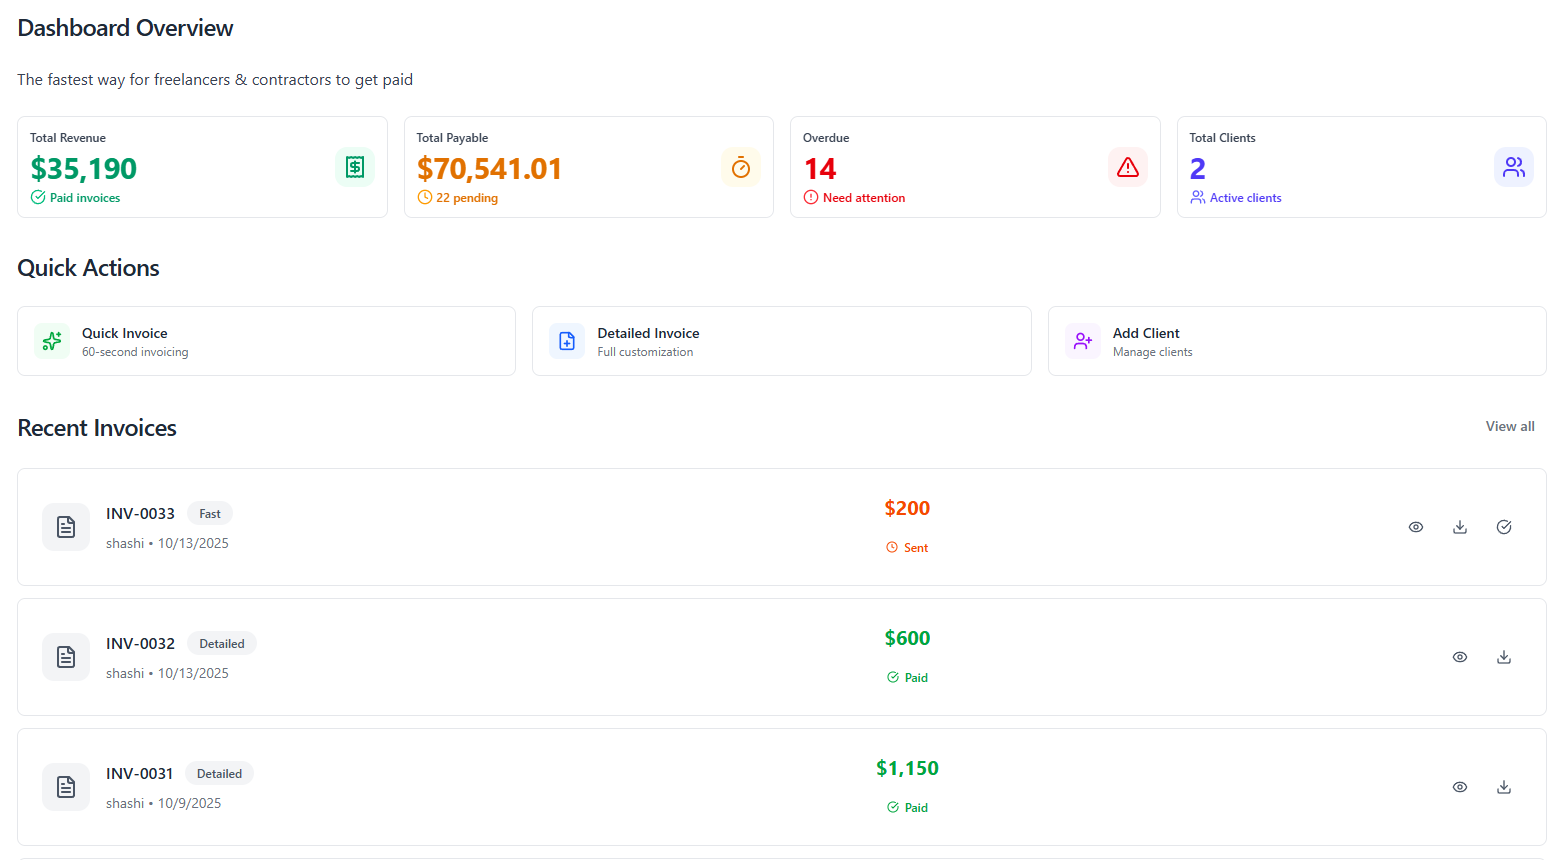 Dashboard Overview
The fastest way for freelancers & contractors to get paid
Total Revenue
$35,190
Paid invoices
Total Payable
$70,541.01
22 pending
Overdue
14
Need attention
Total Clients
2
Active clients
Quick Actions
Quick Invoice
60-second invoicing
Detailed Invoice
Full customization
Add Client
Manage clients
Recent Invoices
View all
INV-0033 Fast
shashi • 10/13/2025
$200
Sent
INV-0032 Detailed
shashi • 10/13/2025
$600
Paid
INV-0031 Detailed
shashi • 10/9/2025
$1,150
Paid